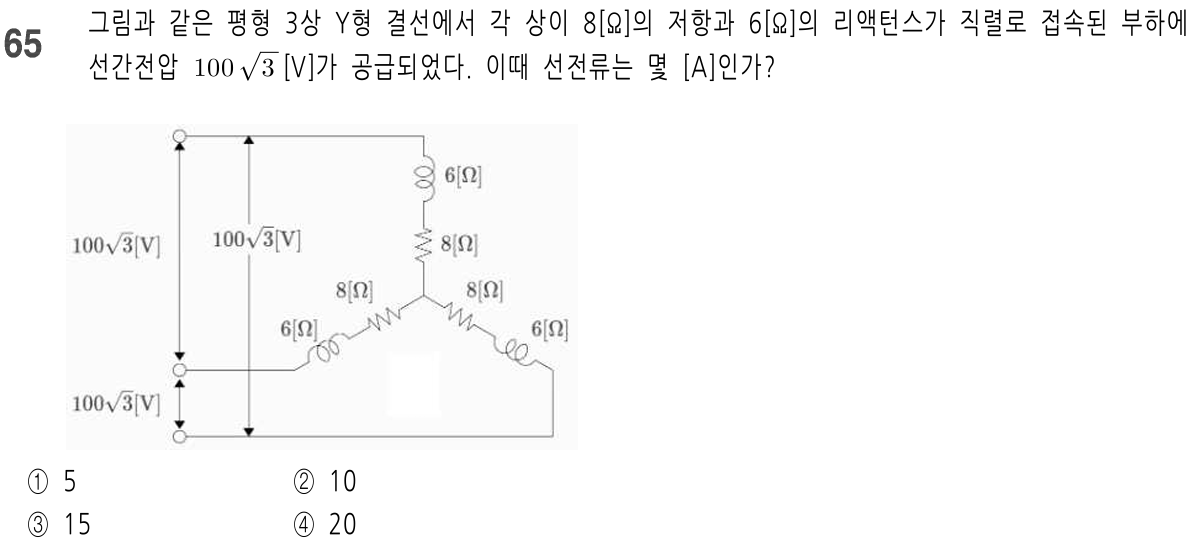 65
그림과 같은 평형 3상 Y형 결선에서 각 상이 8[Ω]의 저항과 6[Ω]의 리액턴스가 직렬로 접속된 부하에
선간전압 100√3 [V]가 공급되었다. 이때 선전류는 몇 [A]인가?
6[Ω]
100√3[V]
100√3[V]
8[Ω]
8[Ω]
8[Ω]
6[Ω]
6[Ω]
100√3[V]
① 5
② 10
③ 15
④ 20